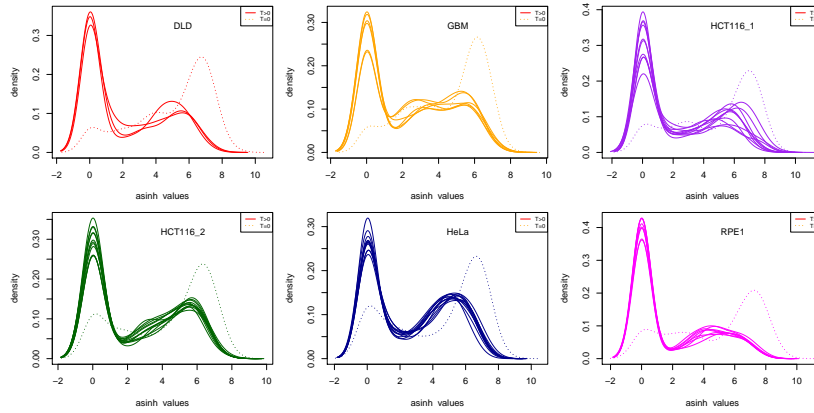 DLD
T>0
T=0
density
0.00
0.10
0.20
0.30
−2 0 2 4 6 8 10
asinh values
GBM
T>0
T=0
density
0.00
0.10
0.20
0.30
−2 0 2 4 6 8
asinh values
HCT116_1
T
T
density
0.0
0.1
0.2
0.3
0.4
−2 0 2 4 6 8 10
asinh values
HCT116_2
T>0
T=0
density
0.00
0.10
0.20
0.30
−2 0 2 4 6 8 10
asinh values
HeLa
T>0
T=0
density
0.00
0.10
0.20
0.30
−2 0 2 4 6 8 10
asinh values
RPE1
T
T
density
0.0
0.1
0.2
0.3
0.4
−2 0 2 4 6 8 10
asinh values